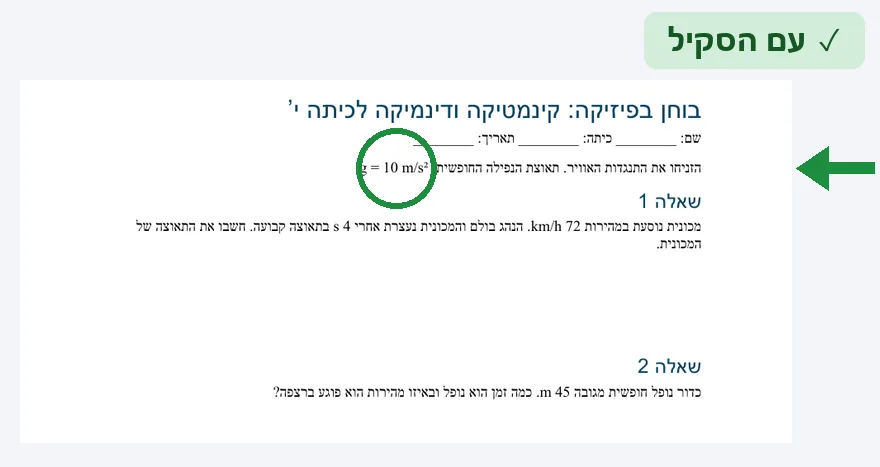 ✓ עם הסקיל
בוחן בפיזיקה: קינמטיקה ודינמיקה לכיתה י'
שם: ________ כיתה: ________ תאריך: ________
הזניחו את התנגדות האוויר. תאוצת הנפילה החופשית: g = 10 m/s²
שאלה 1
מכונית נוסעת במהירות 72 km/h. הנהג בולם והמכונית נעצרת אחרי 4 s בתאוצה קבועה. חשבו את התאוצה של
המכונית.
שאלה 2
כדור נופל חופשית מגובה 45 m. כמה זמן הוא נופל ובאיזו מהירות הוא פוגע ברצפה?